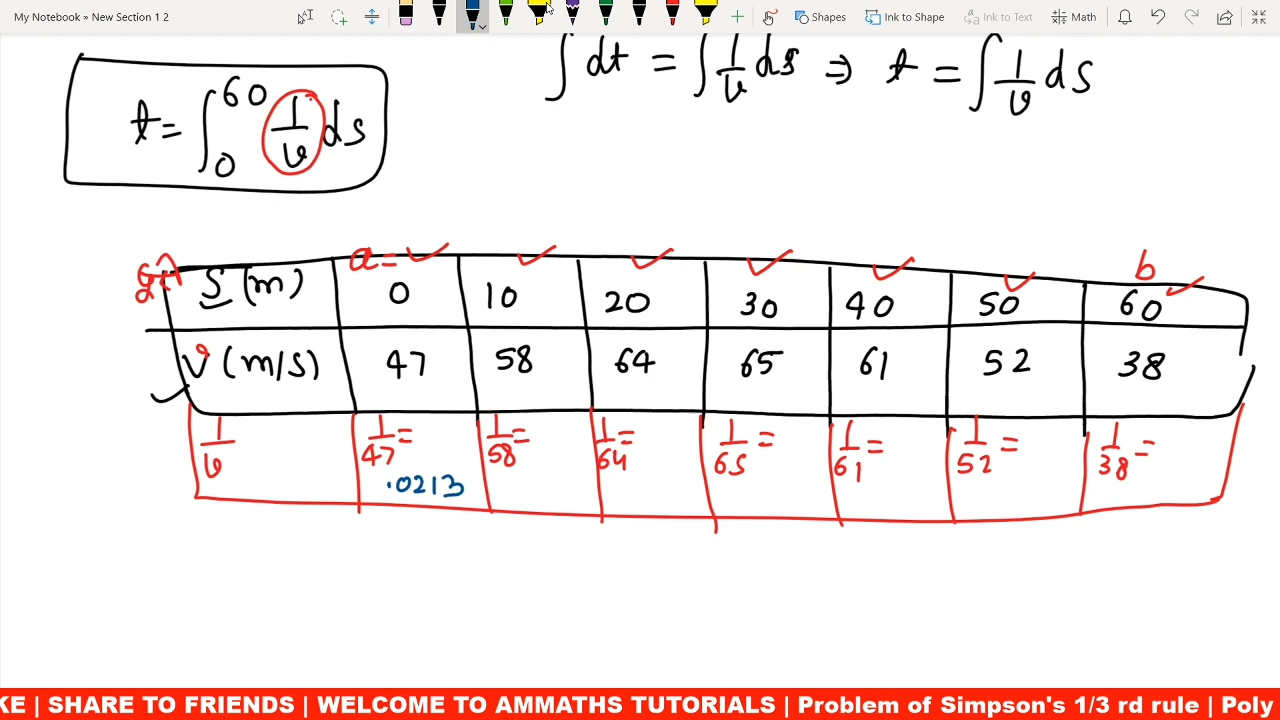 My Notebook » New Section 1 2
Shapes
Ink to Shape
Ink to Text
Math
∫ dt = ∫ 1/v ds ⇒ t = ∫ 1/v ds
t = ∫₀⁶⁰ 1/v ds
a =
b
S (m) 0 10 20 30 40 50 60
v (m/s) 47 58 64 65 61 52 38
1/v 1/47 = 1/58 = 1/64 = 1/65 = 1/61 = 1/52 = 1/38 =
.0213
KE | SHARE TO FRIENDS | WELCOME TO AMMATHS TUTORIALS | Problem of Simpson's 1/3 rd rule | Poly